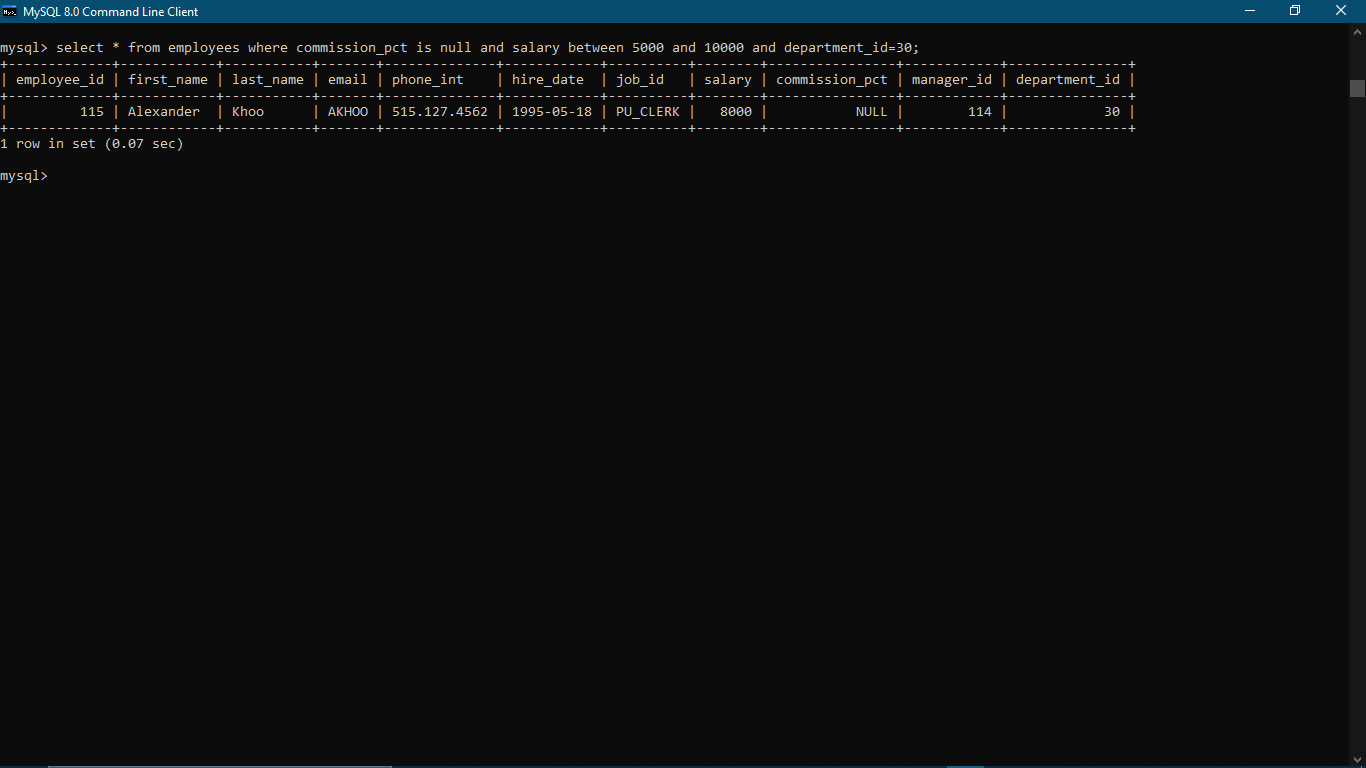 MySQL 8.0 Command Line Client
mysql> select * from employees where commission_pct is null and salary between 5000 and 10000 and department_id=30;
+-------------+------------+-----------+-------+--------------+------------+----------+--------+----------------+------------+---------------+
| employee_id | first_name | last_name | email | phone_int    | hire_date  | job_id   | salary | commission_pct | manager_id | department_id |
+-------------+------------+-----------+-------+--------------+------------+----------+--------+----------------+------------+---------------+
|         115 | Alexander  | Khoo      | AKHOO | 515.127.4562 | 1995-05-18 | PU_CLERK |   8000 |           NULL |        114 |            30 |
+-------------+------------+-----------+-------+--------------+------------+----------+--------+----------------+------------+---------------+
1 row in set (0.07 sec)
mysql>